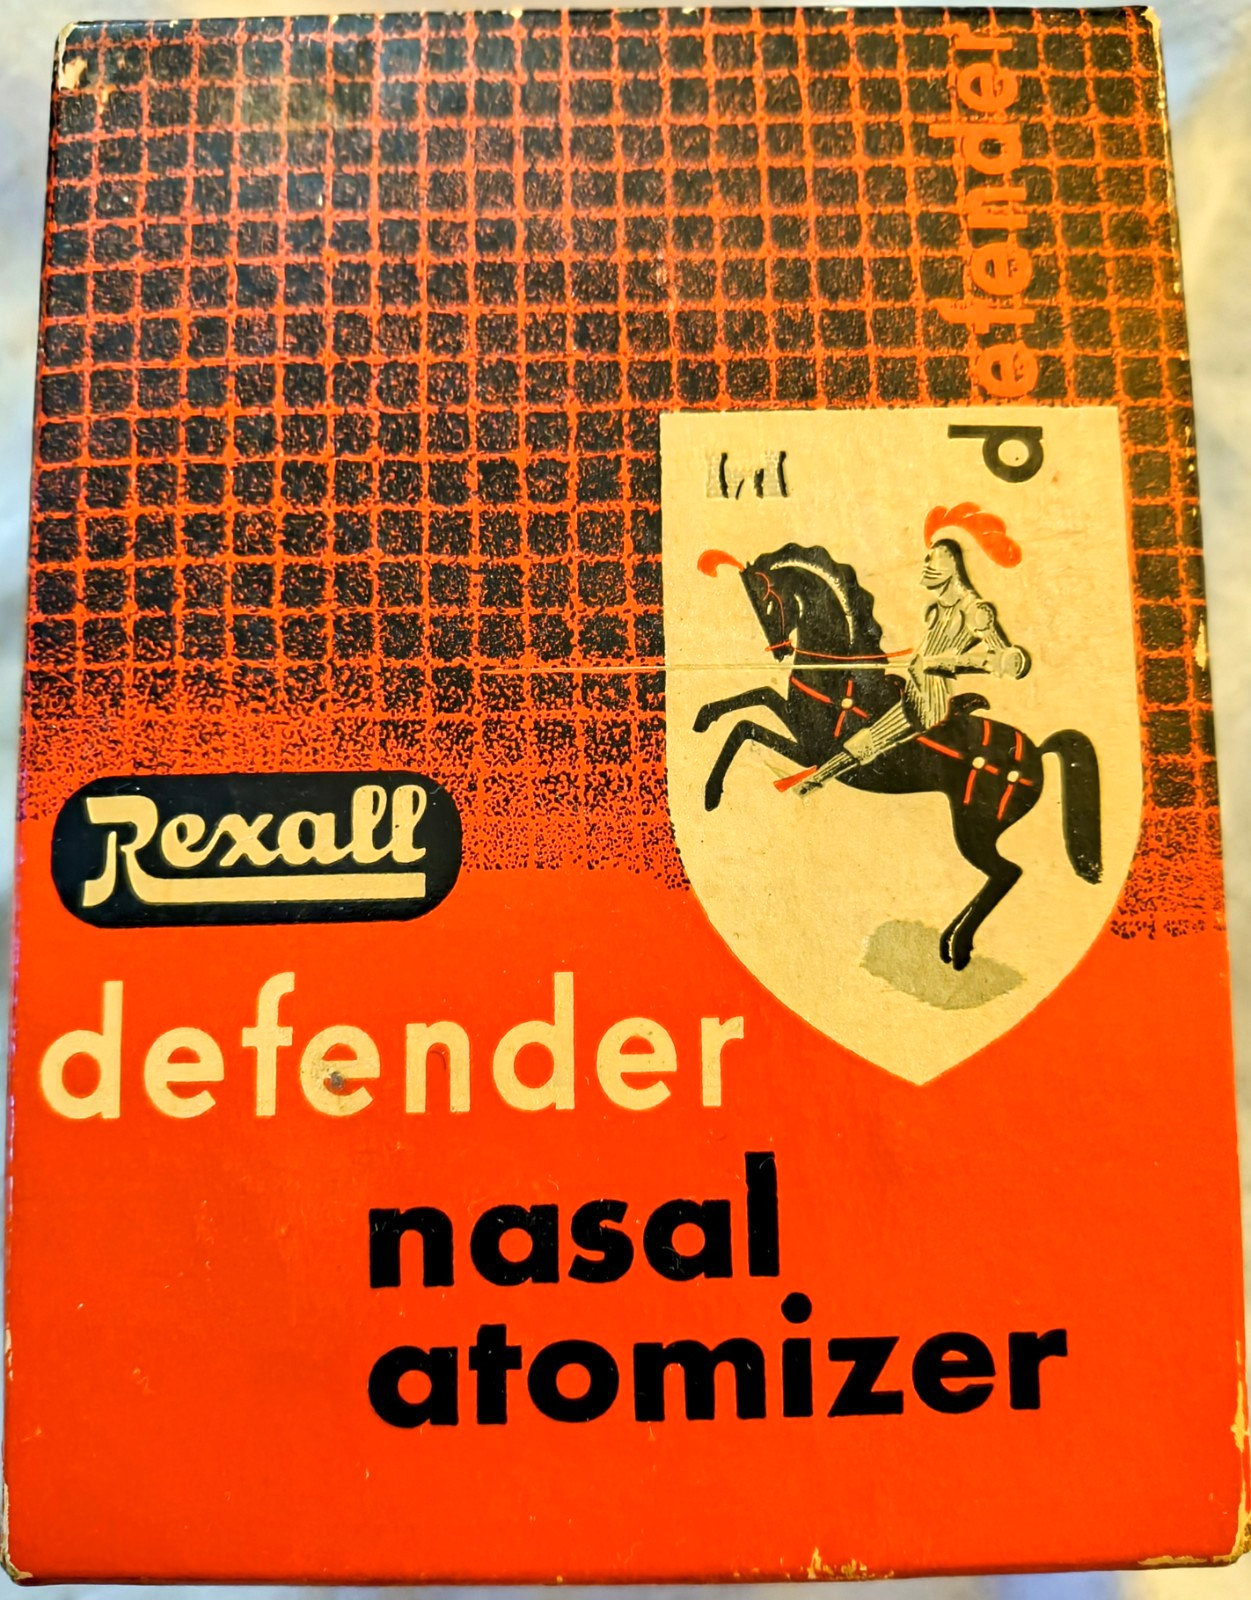 defender
Rexall
defender
nasal
atomizer